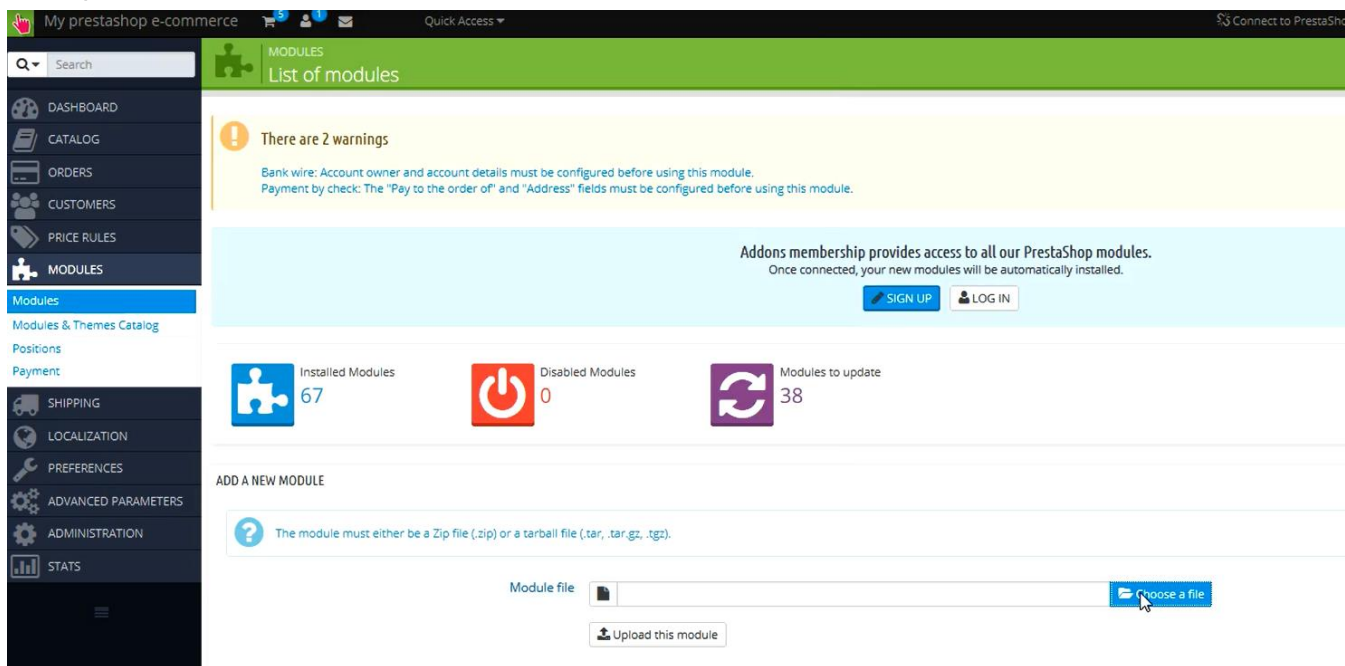 My prestashop e-commerce 5 1 Quick Access Connect to PrestaSho
Search
MODULES
List of modules
DASHBOARD
CATALOG
ORDERS
CUSTOMERS
PRICE RULES
MODULES
Modules
Modules & Themes Catalog
Positions
Payment
SHIPPING
LOCALIZATION
PREFERENCES
ADVANCED PARAMETERS
ADMINISTRATION
STATS
There are 2 warnings
Bank wire: Account owner and account details must be configured before using this module.
Payment by check: The "Pay to the order of" and "Address" fields must be configured before using this module.
Addons membership provides access to all our PrestaShop modules.
Once connected, your new modules will be automatically installed.
SIGN UP LOG IN
Installed Modules
67
Disabled Modules
0
Modules to update
38
ADD A NEW MODULE
The module must either be a Zip file (.zip) or a tarball file (.tar, .tar.gz, .tgz).
Module file Choose a file
Upload this module